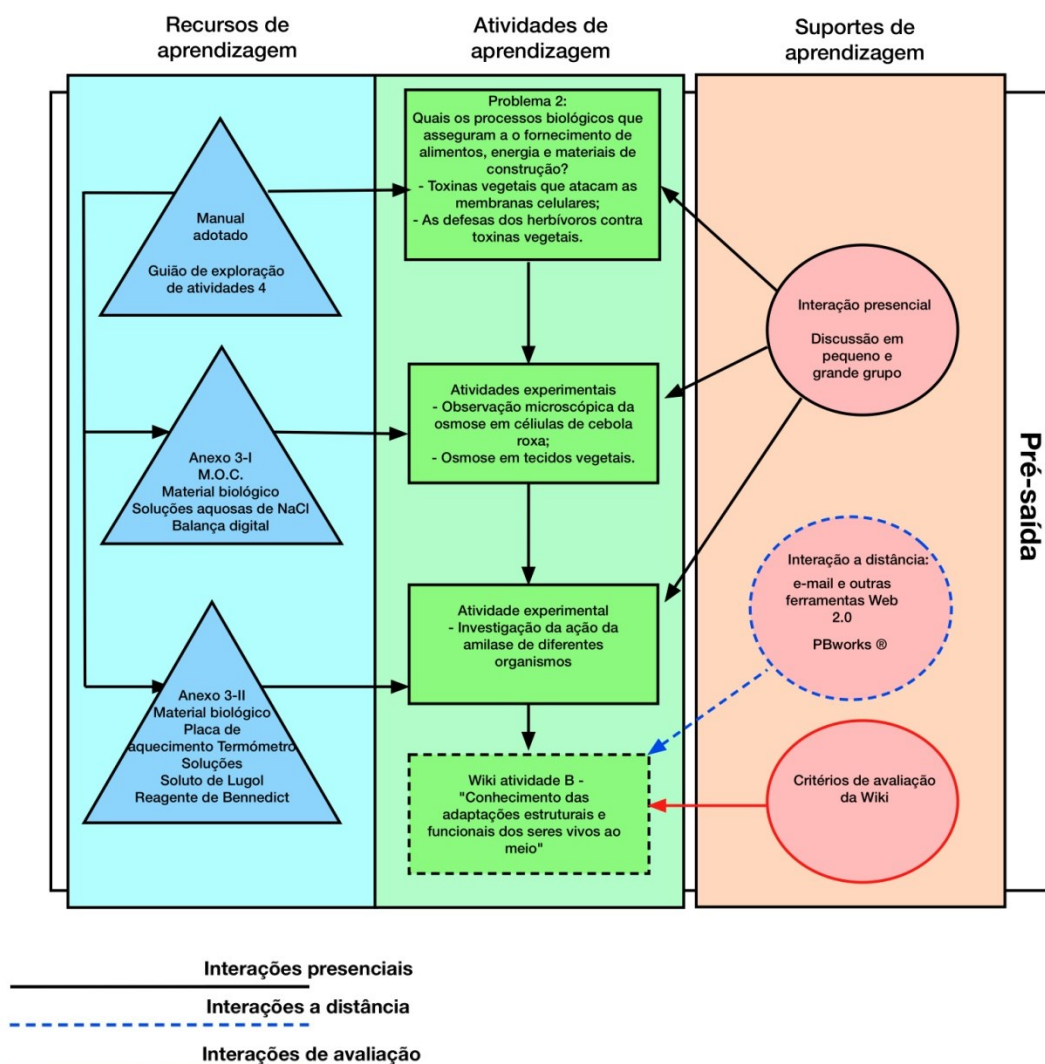 Recursos de
aprendizagem
Atividades de
aprendizagem
Suportes de
aprendizagem
Manual
adotado
Guião de exploração
de atividades 4
Anexo 3-I
M.O.C.
Material biológico
Soluções aquosas de NaCl
Balança digital
Anexo 3-II
Material biológico
Placa de
aquecimento Termómetro
Soluções
Soluto de Lugol
Reagente de Bennedict
Problema 2:
Quais os processos biológicos que
asseguram a o fornecimento de
alimentos, energia e materiais de
construção?
- Toxinas vegetais que atacam as
membranas celulares;
- As defesas dos herbívoros contra
toxinas vegetais.
Atividades experimentais
- Observação microscópica da
osmose em células de cebola
roxa;
- Osmose em tecidos vegetais.
Atividade experimental
- Investigação da ação da
amilase de diferentes
organismos
Wiki atividade B -
"Conhecimento das
adaptações estruturais e
funcionais dos seres vivos ao
meio"
Interação presencial
Discussão em
pequeno e
grande grupo
Interação a distância:
e-mail e outras
ferramentas Web
2.0
PBworks ®
Critérios de avaliação
da Wiki
Pré-saída
Interações presenciais
Interações a distância
Interações de avaliação